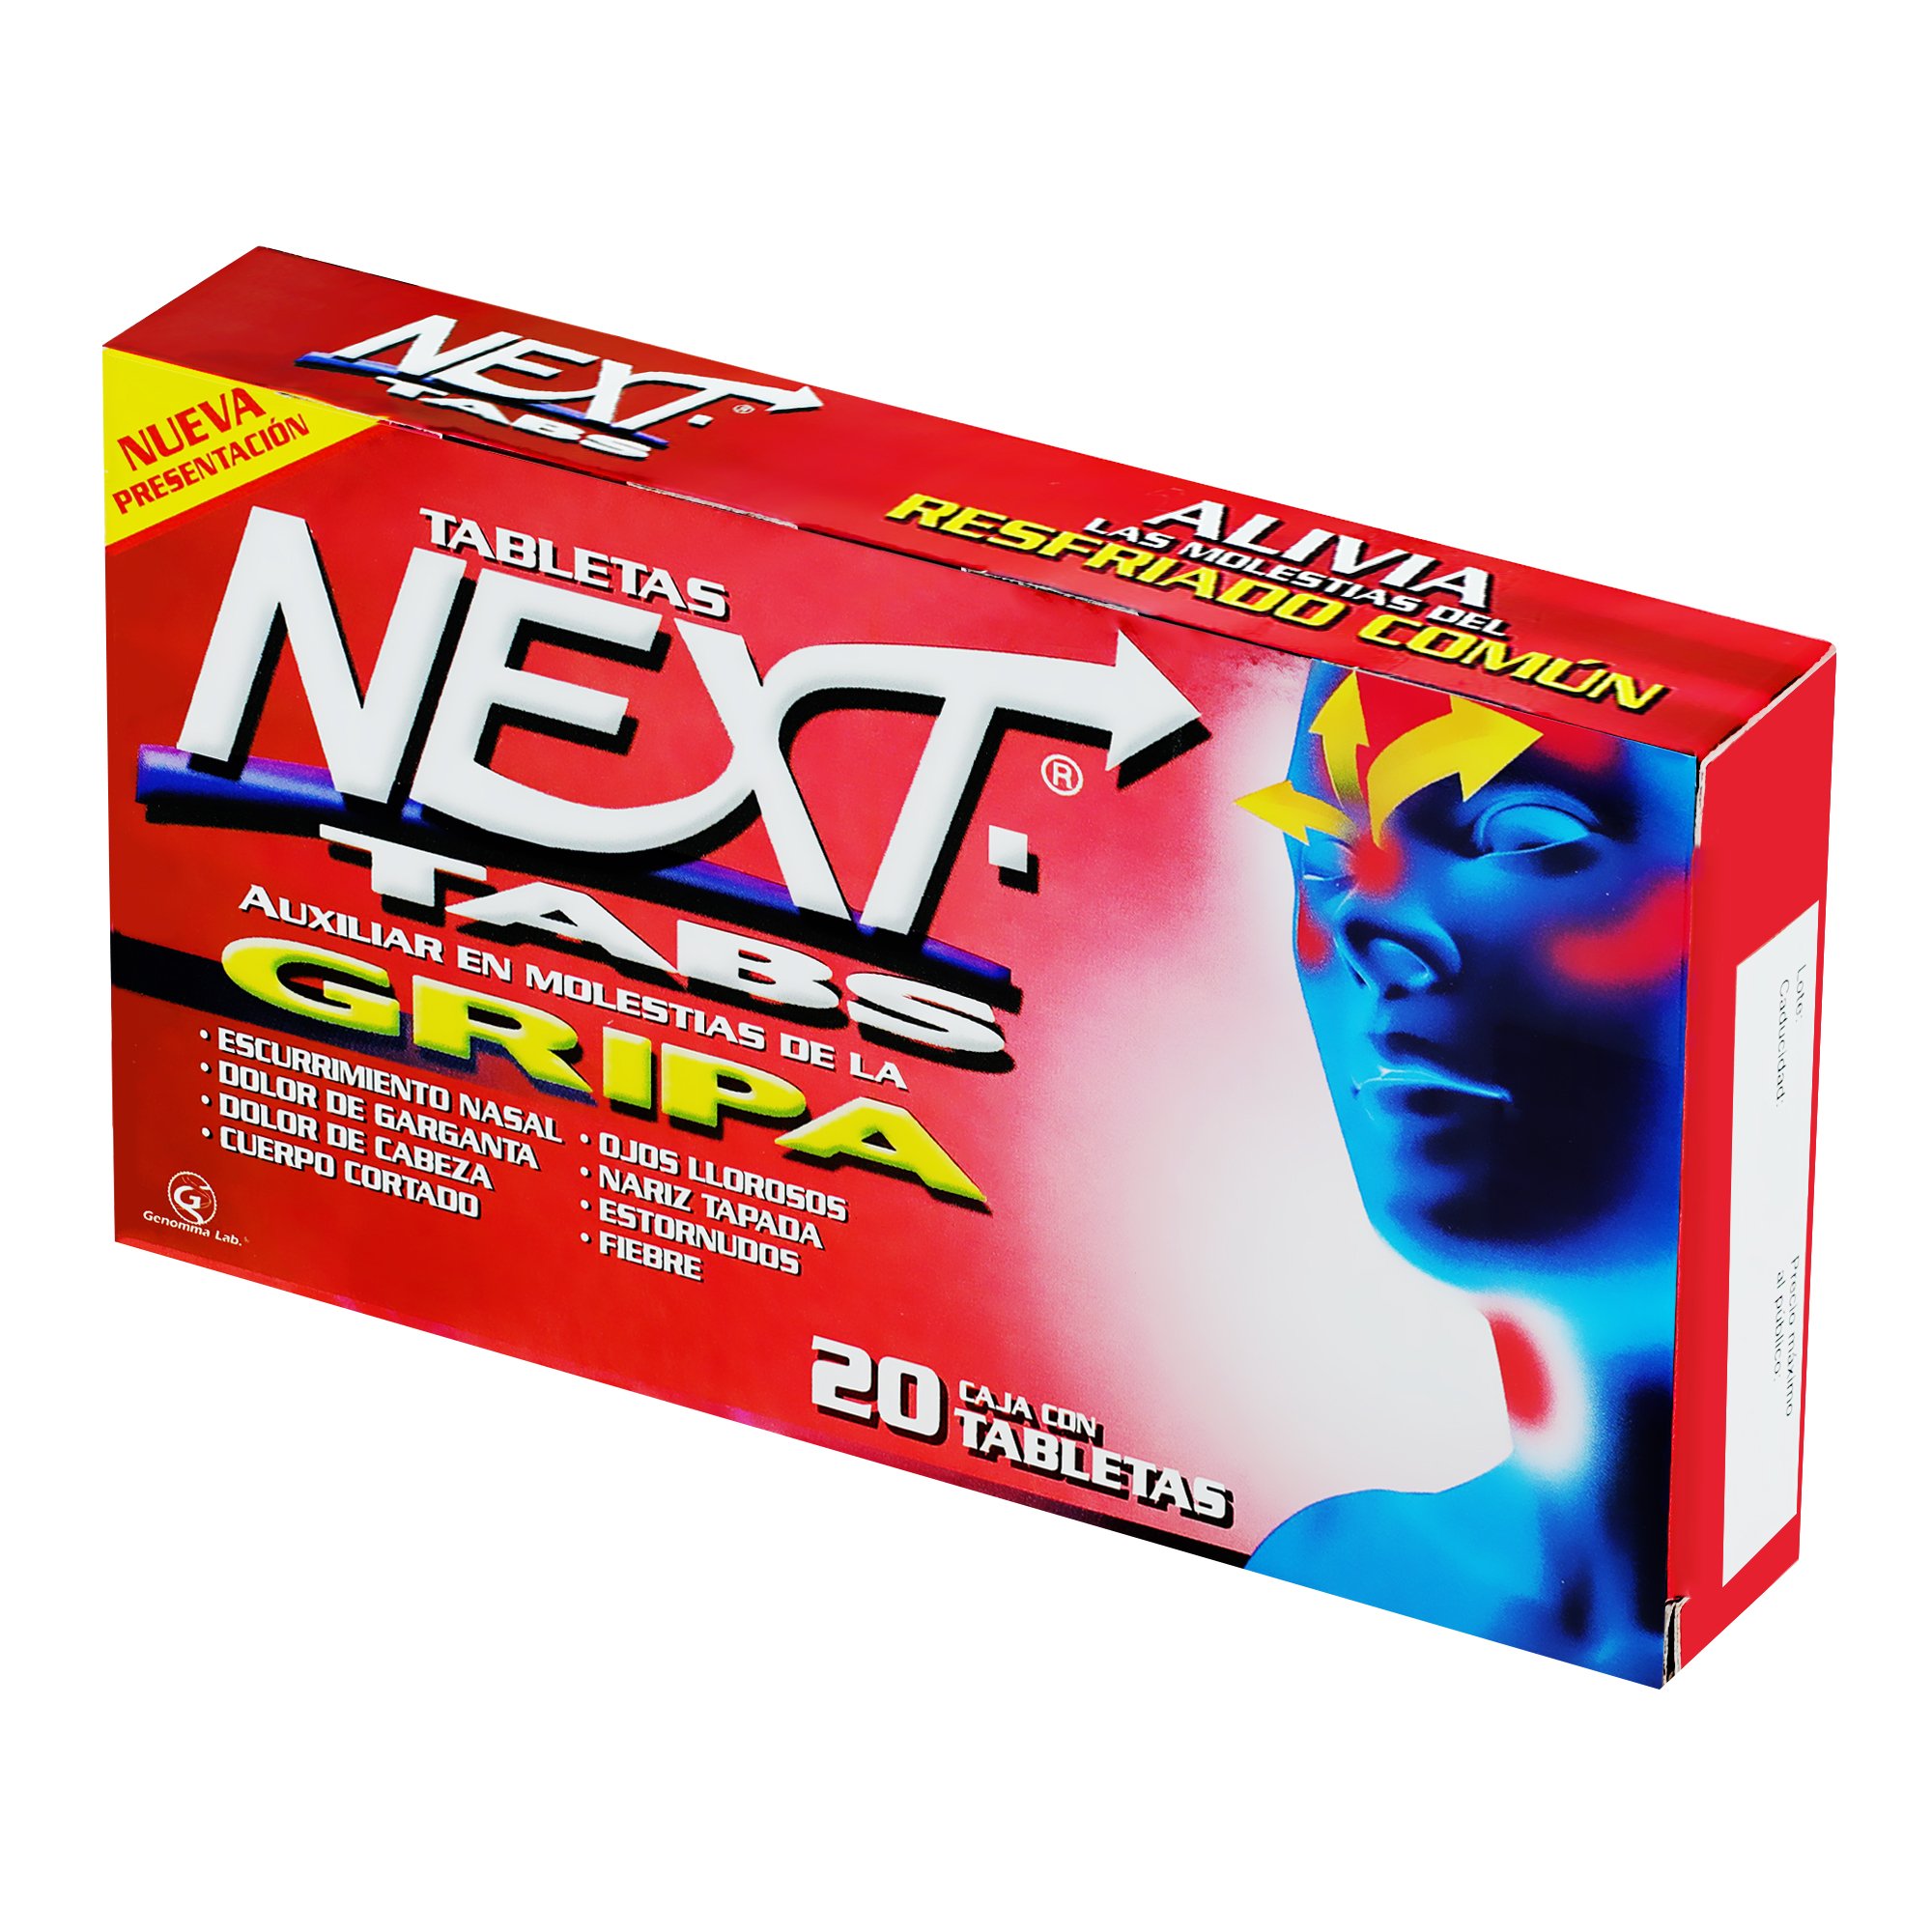 NEXT.®
TABS
ALIVIA
LAS MOLESTIAS DEL
RESFRIADO COMÚN
NUEVA
PRESENTACIÓN
TABLETAS
NEXT.®
TABS
AUXILIAR EN MOLESTIAS DE LA
GRIPA
• ESCURRIMIENTO NASAL
• DOLOR DE GARGANTA
• DOLOR DE CABEZA
• CUERPO CORTADO
• OJOS LLOROSOS
• NARIZ TAPADA
• ESTORNUDOS
• FIEBRE
G
Genomma Lab.
20 CAJA CON
TABLETAS
Lote:
Caducidad:
Precio máximo
al público: